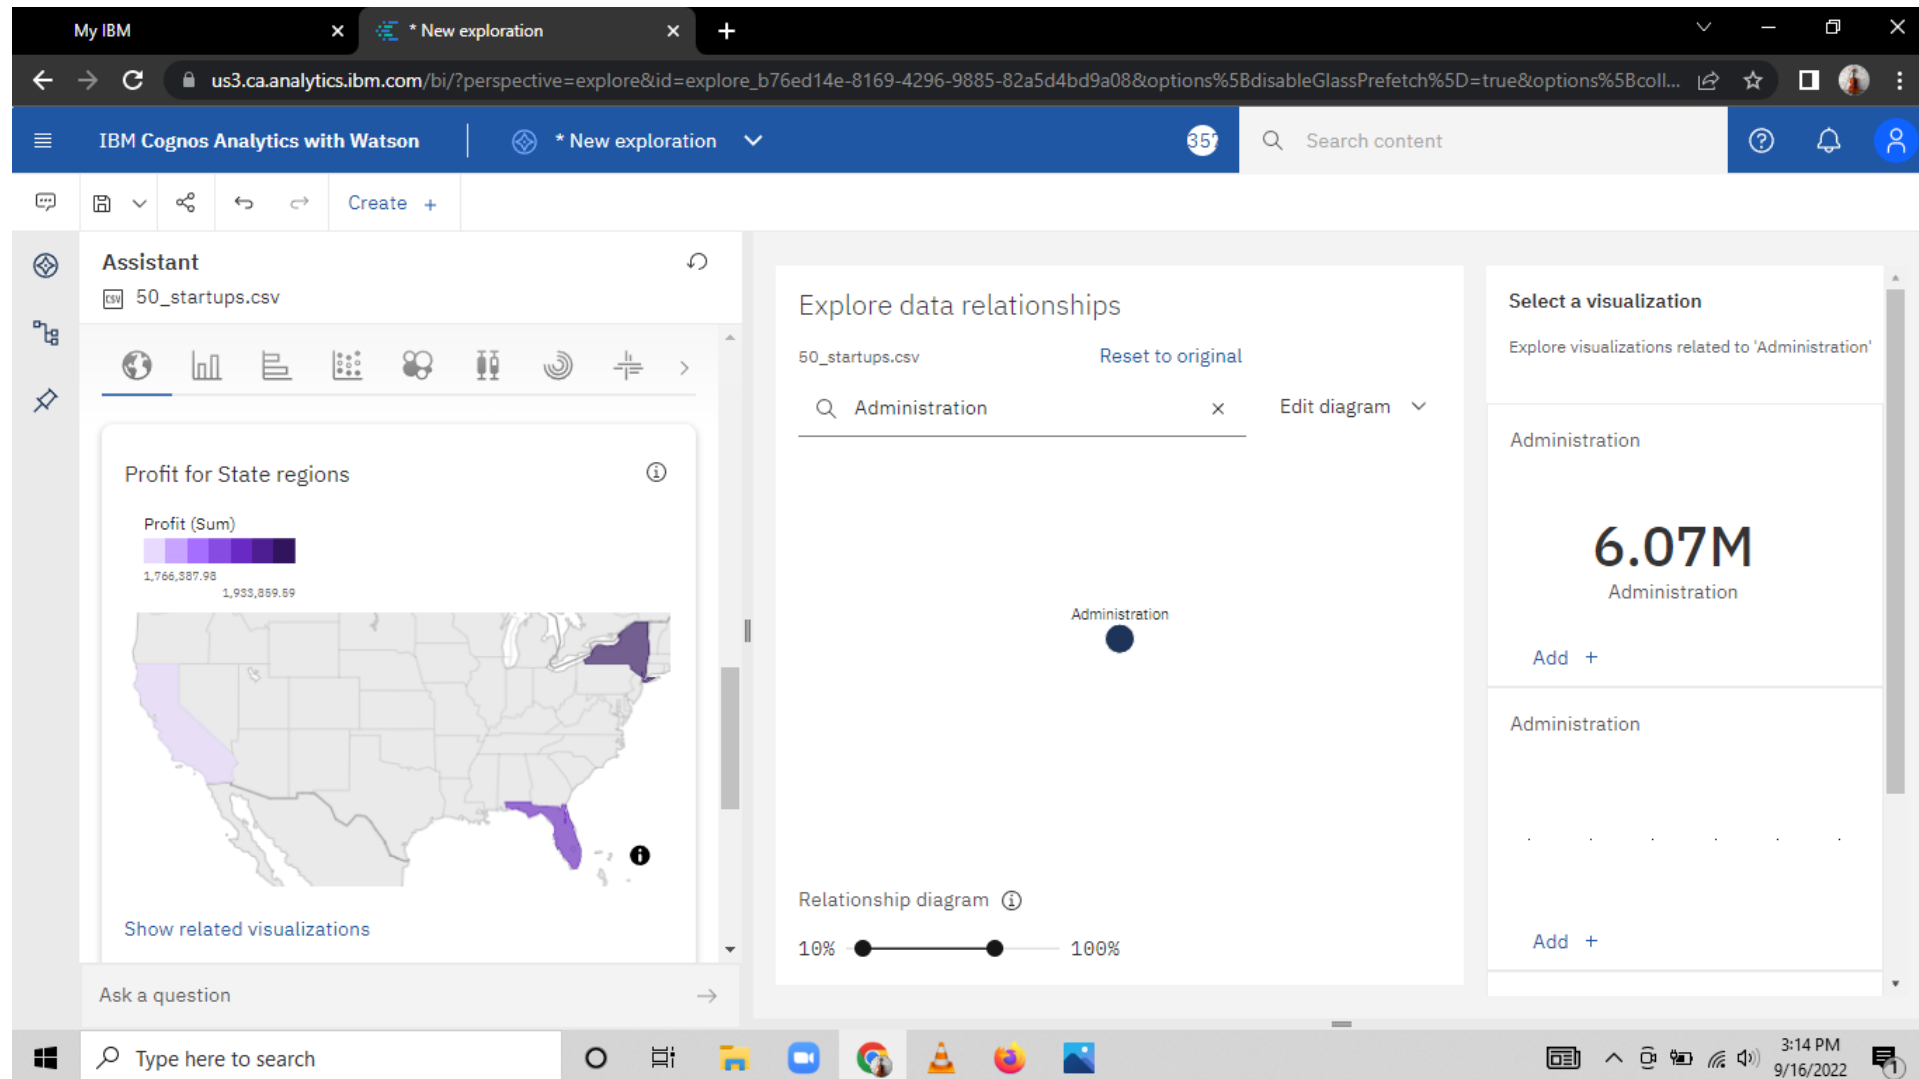 My IBM
* New exploration
us3.ca.analytics.ibm.com/bi/?perspective=explore&id=explore_b76ed14e-8169-4296-9885-82a5d4bd9a08&options%5BdisableGlassPrefetch%5D=true&options%5Bcoll...
IBM Cognos Analytics with Watson
* New exploration
357
Search content
Create +
Assistant
CSV 50_startups.csv
Profit for State regions
Profit (Sum)
1,766,387.98
1,933,859.59
Show related visualizations
Ask a question
Explore data relationships
50_startups.csv
Reset to original
Administration
Edit diagram
Administration
Relationship diagram
10%
100%
Select a visualization
Explore visualizations related to 'Administration'
Administration
6.07M
Administration
Add +
Administration
Add +
Type here to search
3:14 PM
9/16/2022
1